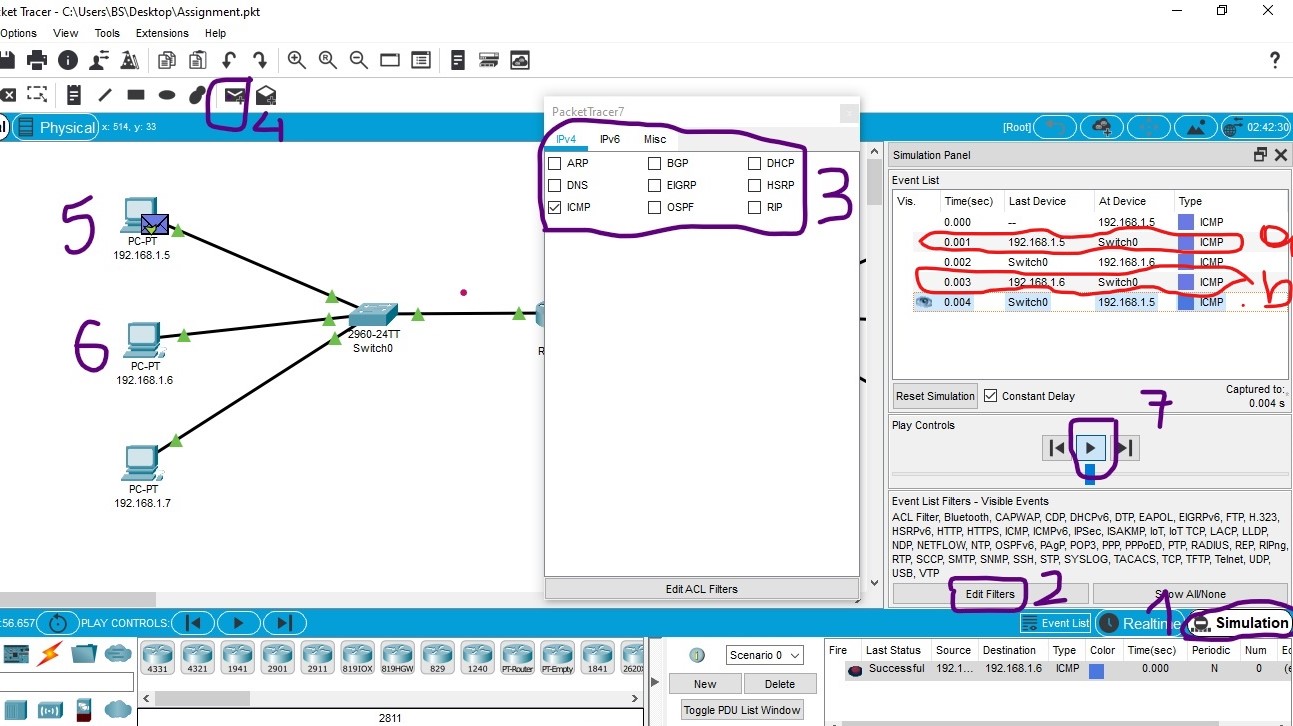 cket Tracer - C:\Users\BS\Desktop\Assignment.pkt
Options View Tools Extensions Help
?
4
Physical x: 514, y: 33
[Root]
02:42:30
PacketTracer7
IPv4 IPv6 Misc
ARP BGP DHCP
DNS EIGRP HSRP
ICMP OSPF RIP
3
Edit ACL Filters
5
PC-PT
192.168.1.5
6
PC-PT
192.168.1.6
PC-PT
192.168.1.7
2960-24TT
Switch0
R
Simulation Panel
Event List
Vis. Time(sec) Last Device At Device Type
0.000 -- 192.168.1.5 ICMP
0.001 192.168.1.5 Switch0 ICMP a
0.002 Switch0 192.168.1.6 ICMP
0.003 192.168.1.6 Switch0 ICMP b
0.004 Switch0 192.168.1.5 ICMP
Reset Simulation Constant Delay
Captured to:
0.004 s
Play Controls
7
Event List Filters - Visible Events
ACL Filter, Bluetooth, CAPWAP, CDP, DHCPv6, DTP, EAPOL, EIGRPv6, FTP, H.323,
HSRPv6, HTTP, HTTPS, ICMP, ICMPv6, IPSec, ISAKMP, IoT, IoT TCP, LACP, LLDP,
NDP, NETFLOW, NTP, OSPFv6, PAgP, POP3, PPP, PPPoED, PTP, RADIUS, REP, RIPng,
RTP, SCCP, SMTP, SNMP, SSH, STP, SYSLOG, TACACS, TCP, TFTP, Telnet, UDP,
USB, VTP
Edit Filters 2 Show All/None
:56.657 PLAY CONTROLS:
Event List Realtime 1 Simulation
4331 4321 1941 2901 2911 819IOX 819HGW 829 1240 PT-Router PT-Empty 1841 2620X
2811
Scenario 0
New Delete
Toggle PDU List Window
Fire Last Status Source Destination Type Color Time(sec) Periodic Num Ed
Successful 192.1... 192.168.1.6 ICMP 0.000 N 0 (e